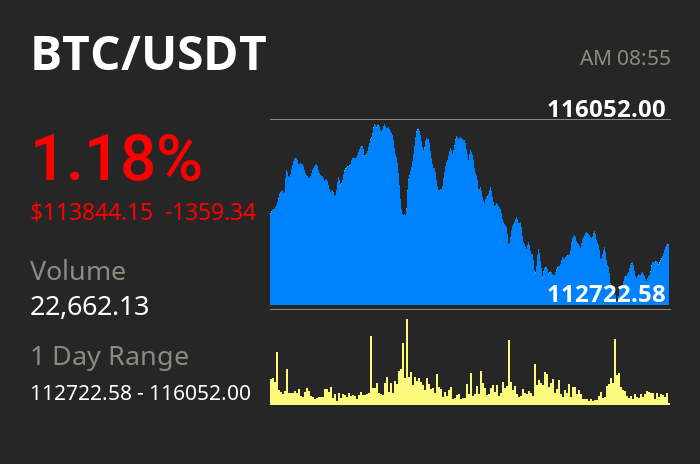 BTC/USDT
AM 08:55
116052.00
1.18%
$113844.15 -1359.34
Volume
22,662.13
112722.58
1 Day Range
112722.58 - 116052.00